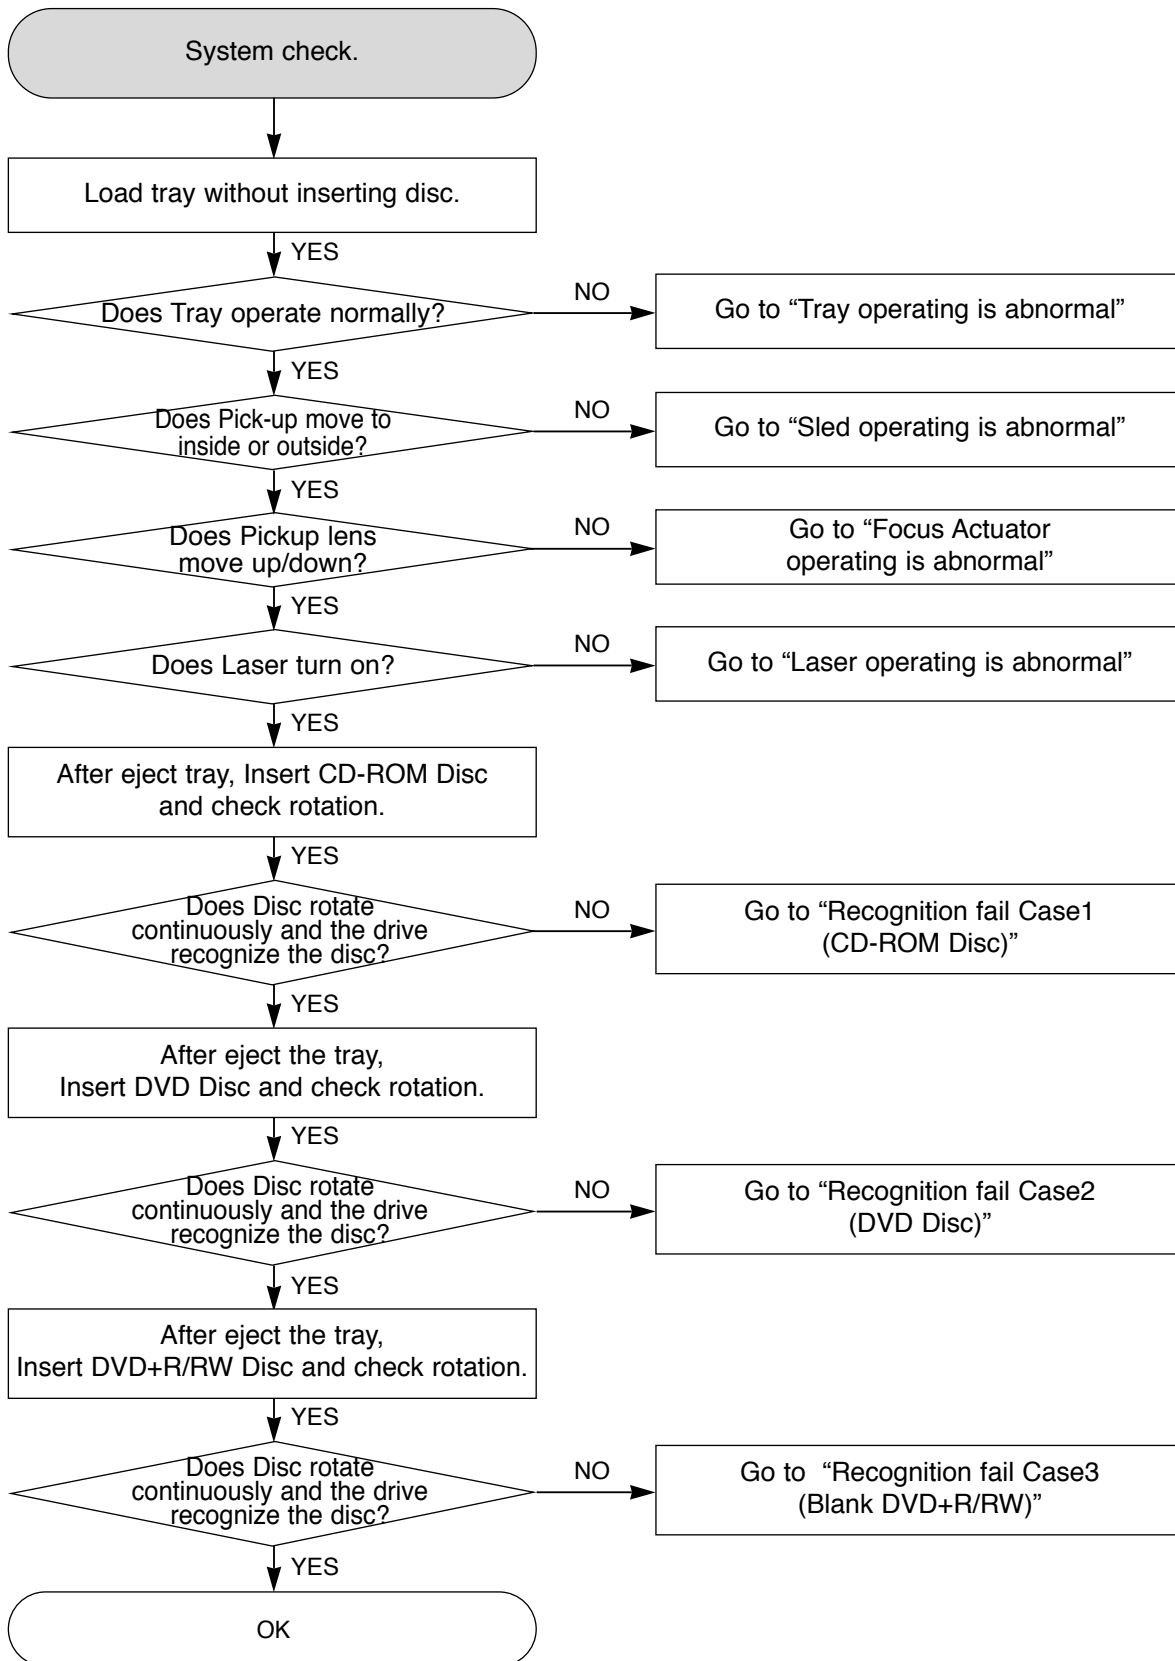 System check.
Load tray without inserting disc.
YES
Does Tray operate normally?
NO
Go to “Tray operating is abnormal”
YES
Does Pick-up move to
inside or outside?
NO
Go to “Sled operating is abnormal”
YES
Does Pickup lens
move up/down?
NO
Go to “Focus Actuator
operating is abnormal”
YES
Does Laser turn on?
NO
Go to “Laser operating is abnormal”
YES
After eject tray, Insert CD-ROM Disc
and check rotation.
YES
Does Disc rotate
continuously and the drive
recognize the disc?
NO
Go to “Recognition fail Case1
(CD-ROM Disc)”
YES
After eject the tray,
Insert DVD Disc and check rotation.
YES
Does Disc rotate
continuously and the drive
recognize the disc?
NO
Go to “Recognition fail Case2
(DVD Disc)”
YES
After eject the tray,
Insert DVD+R/RW Disc and check rotation.
YES
Does Disc rotate
continuously and the drive
recognize the disc?
NO
Go to “Recognition fail Case3
(Blank DVD+R/RW)”
YES
OK